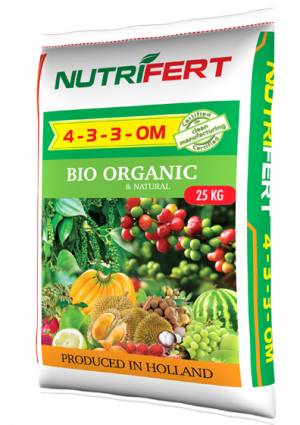 NUTRIFERT
4-3-3-OM
Certified
clean
manufacturing
Certified
BIO ORGANIC
& NATURAL
25 KG
PRODUCED IN HOLLAND
NUTRIFERT 4-3-3-OM